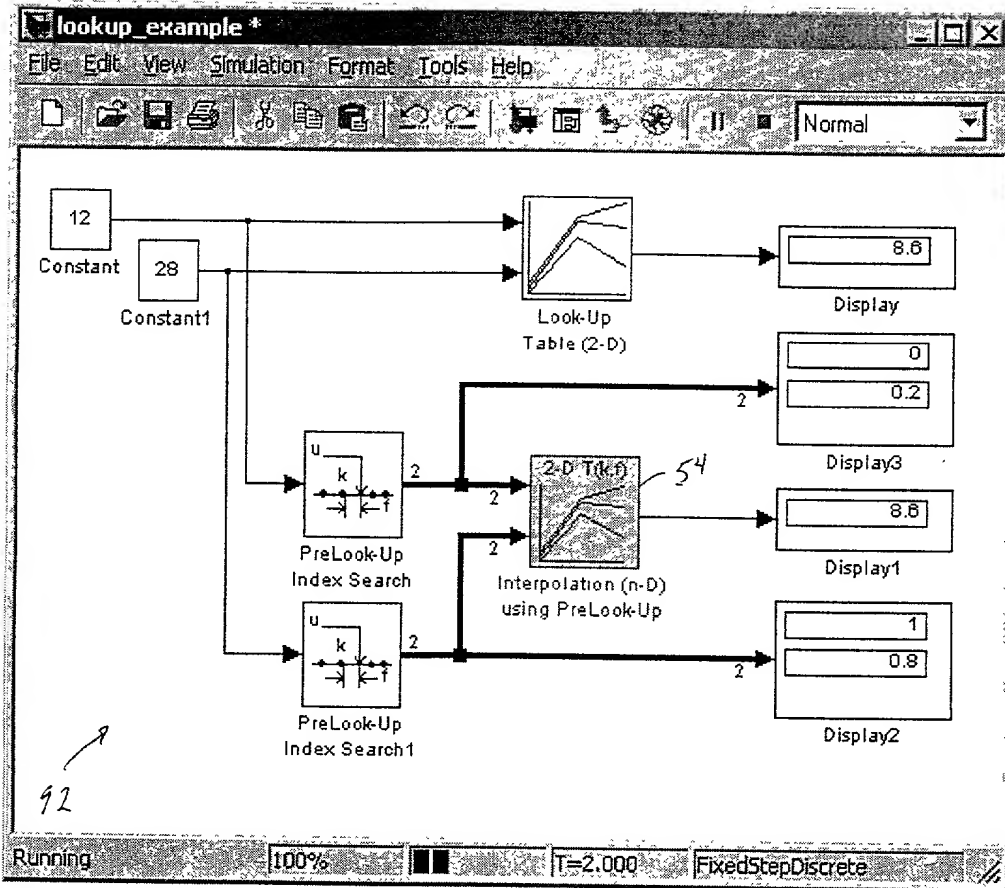 lookup_example *
File Edit View Simulation Format Tools Help
Normal
12
Constant
28
Constant1
Look-Up
Table (2-D)
8.6
Display
0
0.2
2
Display3
u
k
f
2
PreLook-Up
Index Search
2-D T(k,f)
2
2
54
Interpolation (n-D)
using PreLook-Up
8.6
Display1
u
k
f
2
PreLook-Up
Index Search1
1
0.8
2
Display2
92
Running 100% T=2.000 FixedStepDiscrete